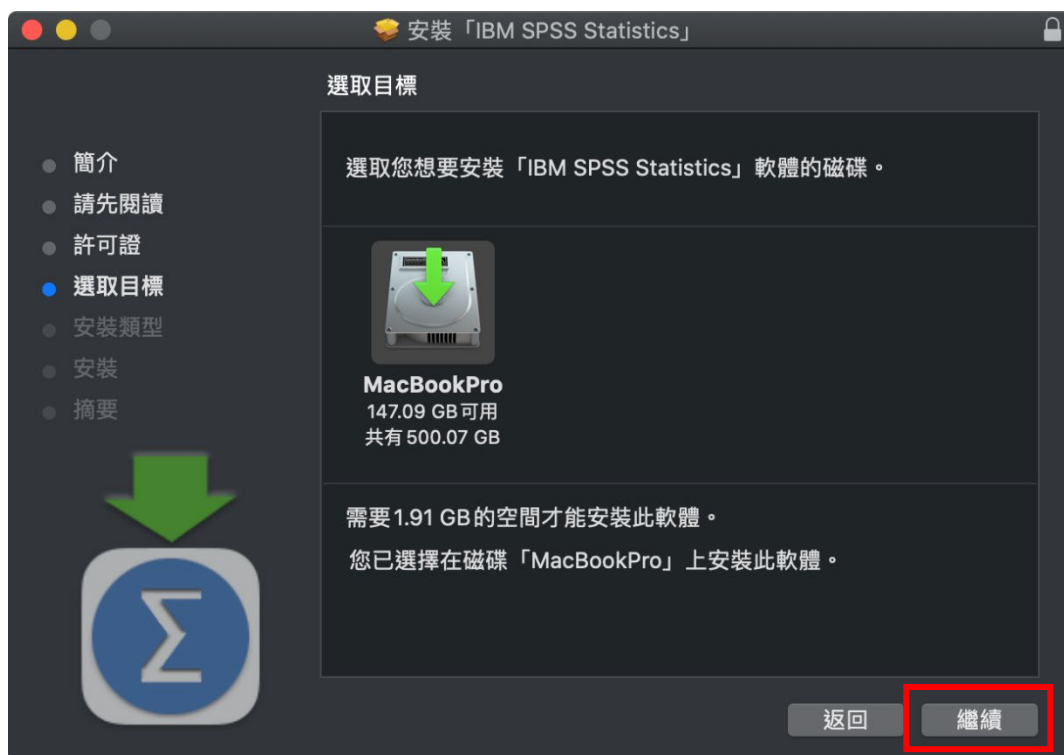 安裝「IBM SPSS Statistics」
選取目標
簡介
請先閱讀
許可證
選取目標
安裝類型
安裝
摘要
選取您想要安裝「IBM SPSS Statistics」軟體的磁碟。
MacBookPro
147.09 GB可用
共有500.07 GB
需要1.91 GB的空間才能安裝此軟體。
您已選擇在磁碟「MacBookPro」上安裝此軟體。
Σ
返回 繼續